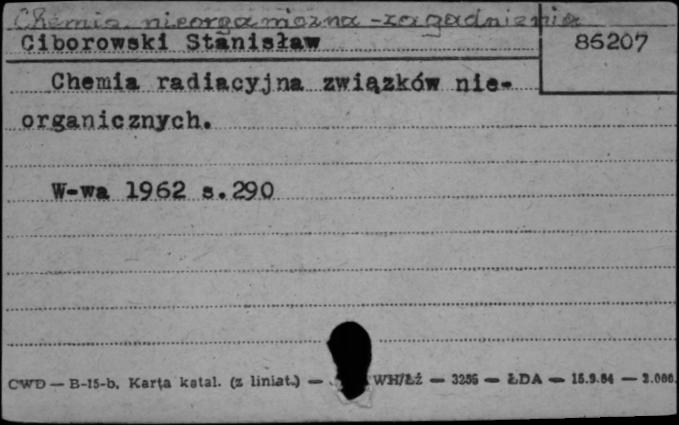 Chemia nieorganiczna - zagadnienia
Ciborowski Stanisław
86207
Chemia radiacyjna związków nie-
organicznych.
W-wa 1962 s.290
CWD — B-15-b, Karta katal. (z liniat.) — WH/Łź — 3256 — ŁDA — 15.9.64 — 2.000.